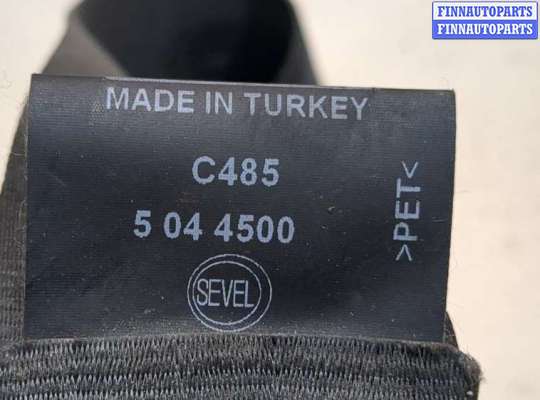 FINNAUTOPARTS
FINNAUTOPARTS
MADE IN TURKEY
C485
5 04 4500
>PET<
SEVEL